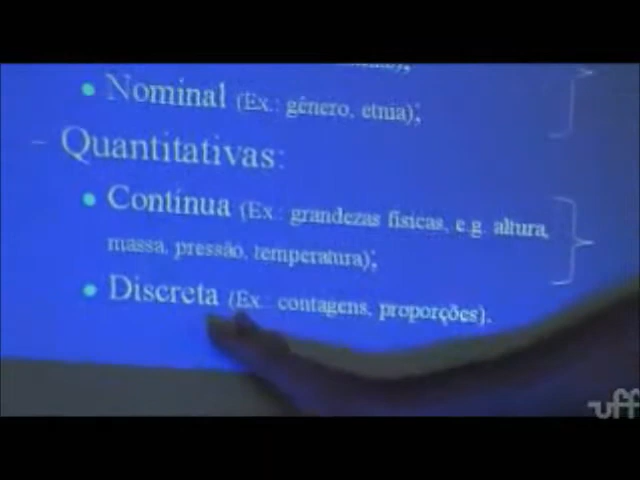 • Nominal (Ex.: gênero, etnia);
– Quantitativas:
• Contínua (Ex.: grandezas físicas, e.g. altura,
massa, pressão, temperatura);
• Discreta (Ex.: contagens, proporções).
uff